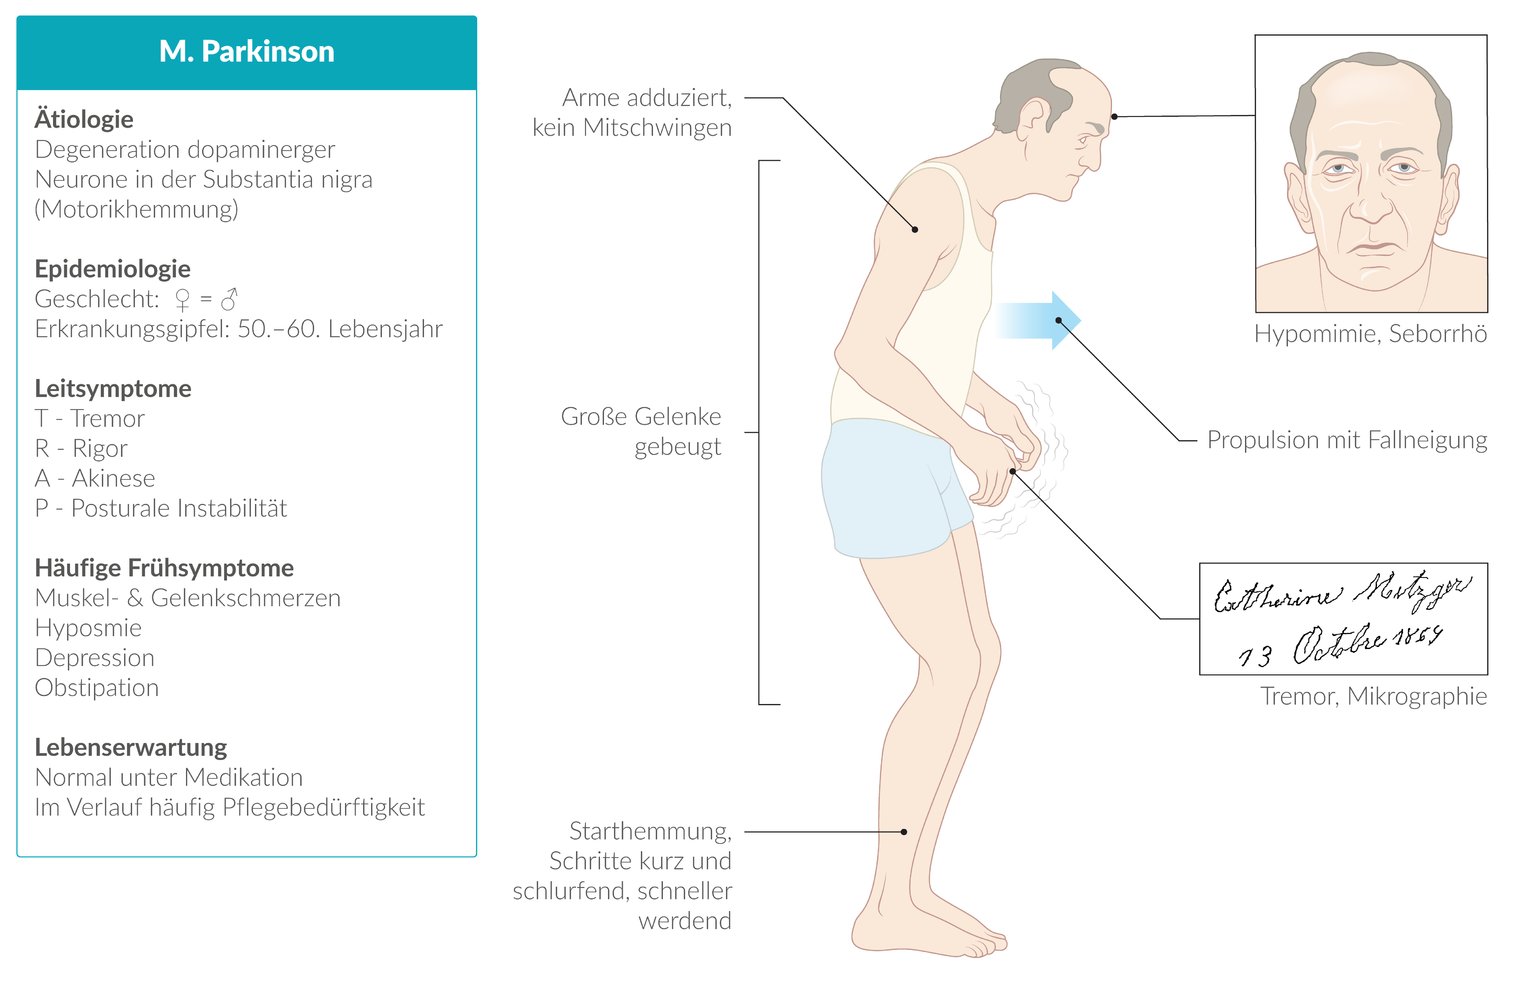 M. Parkinson
Ätiologie
Degeneration dopaminerger
Neurone in der Substantia nigra
(Motorikhemmung)
Epidemiologie
Geschlecht: ♀ = ♂
Erkrankungsgipfel: 50.–60. Lebensjahr
Leitsymptome
T - Tremor
R - Rigor
A - Akinese
P - Posturale Instabilität
Häufige Frühsymptome
Muskel- & Gelenkschmerzen
Hyposmie
Depression
Obstipation
Lebenserwartung
Normal unter Medikation
Im Verlauf häufig Pflegebedürftigkeit
Arme adduziert,
kein Mitschwingen
Große Gelenke
gebeugt
Starthemmung,
Schritte kurz und
schlurfend, schneller
werdend
Hypomimie, Seborrhö
Propulsion mit Fallneigung
Catherine Metzger
13 Octobre 1869
Tremor, Mikrographie